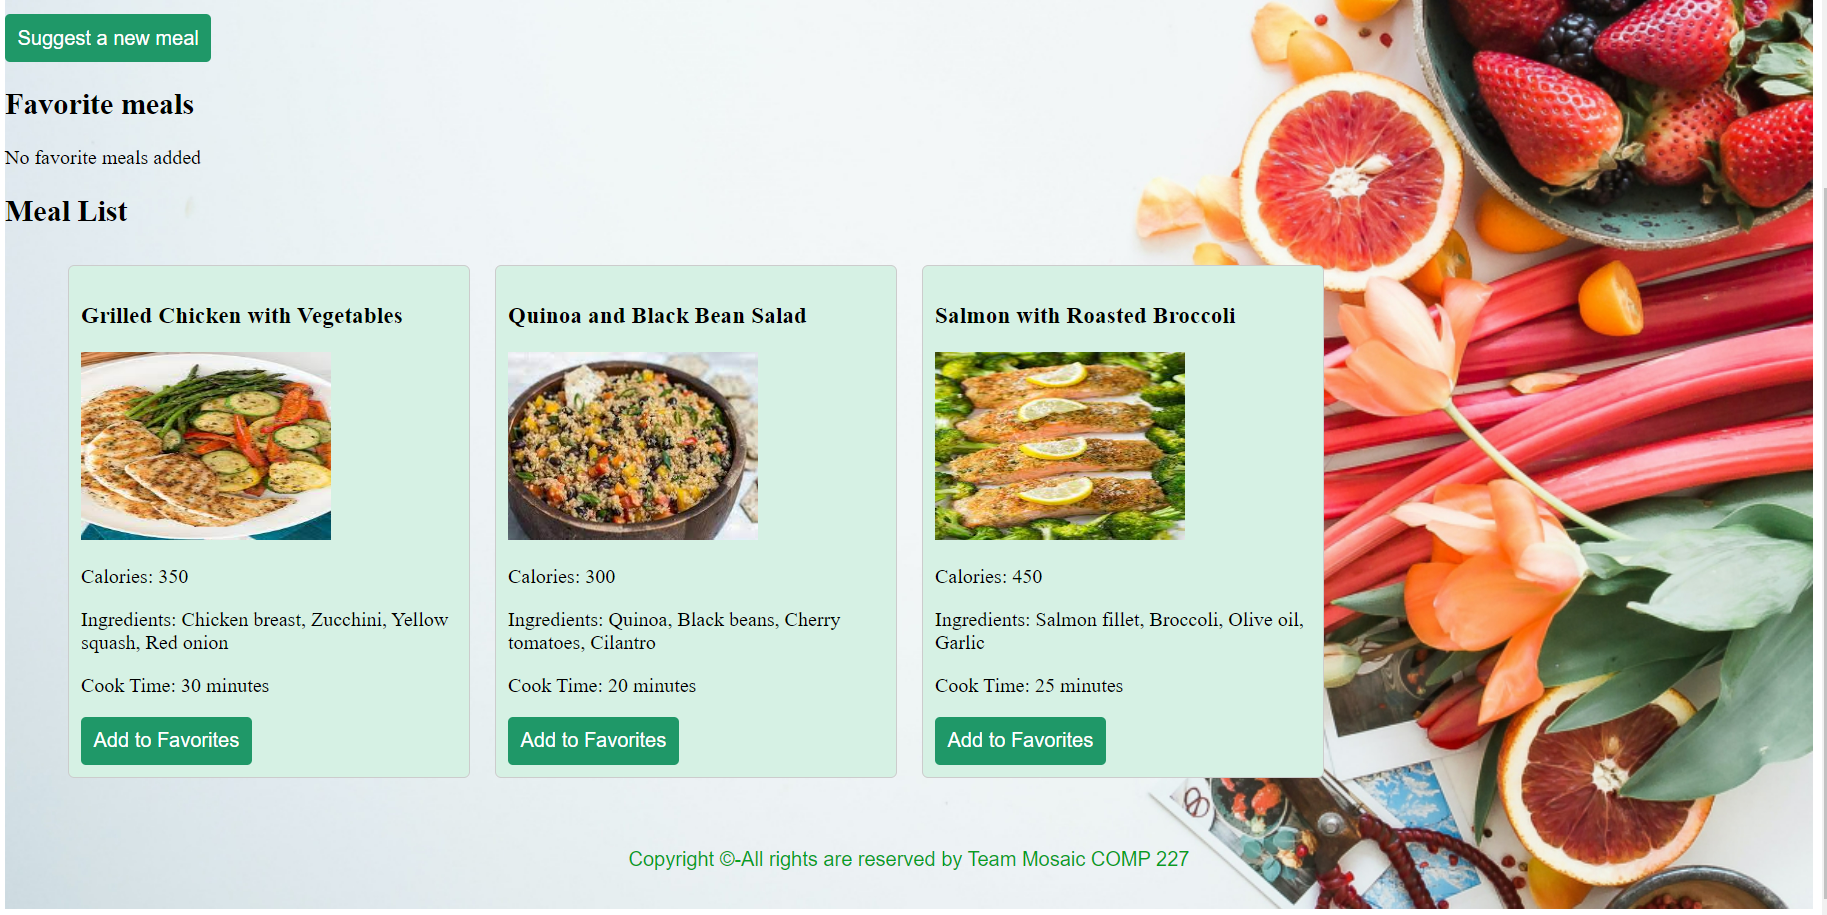 Suggest a new meal
Favorite meals
No favorite meals added
Meal List
Grilled Chicken with Vegetables
Calories: 350
Ingredients: Chicken breast, Zucchini, Yellow
squash, Red onion
Cook Time: 30 minutes
Add to Favorites
Quinoa and Black Bean Salad
Calories: 300
Ingredients: Quinoa, Black beans, Cherry
tomatoes, Cilantro
Cook Time: 20 minutes
Add to Favorites
Salmon with Roasted Broccoli
Calories: 450
Ingredients: Salmon fillet, Broccoli, Olive oil,
Garlic
Cook Time: 25 minutes
Add to Favorites
Copyright ©-All rights are reserved by Team Mosaic COMP 227